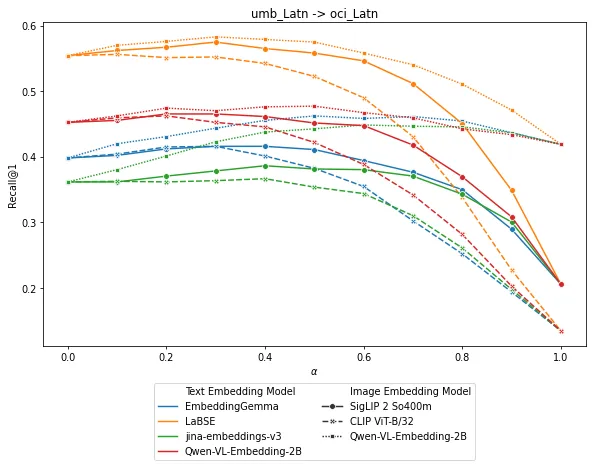 umb_Latn -> oci_Latn
Recall@1
0.6
0.5
0.4
0.3
0.2
0.0 0.2 0.4 0.6 0.8 1.0
α
Text Embedding Model Image Embedding Model
EmbeddingGemma SigLIP 2 So400m
LaBSE CLIP ViT-B/32
jina-embeddings-v3 Qwen-VL-Embedding-2B
Qwen-VL-Embedding-2B